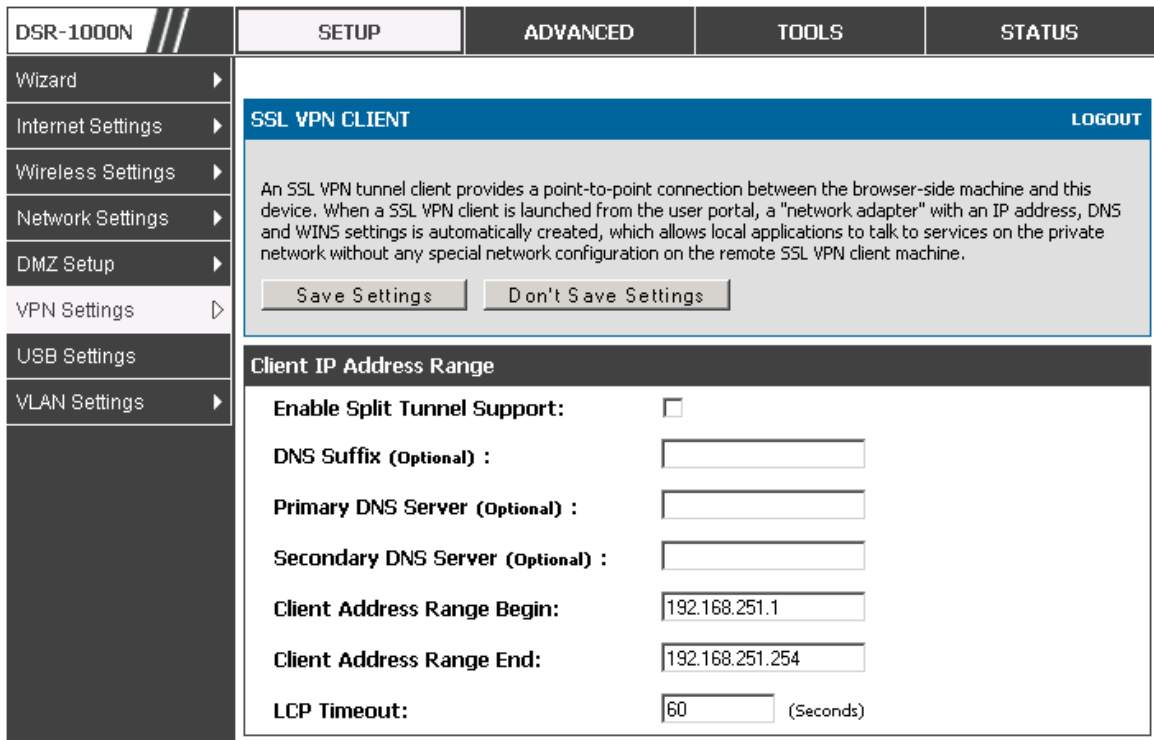 DSR-1000N
SETUP
ADVANCED
TOOLS
STATUS
Wizard
Internet Settings
Wireless Settings
Network Settings
DMZ Setup
VPN Settings
USB Settings
VLAN Settings
SSL VPN CLIENT
LOGOUT
An SSL VPN tunnel client provides a point-to-point connection between the browser-side machine and this
device. When a SSL VPN client is launched from the user portal, a "network adapter" with an IP address, DNS
and WINS settings is automatically created, which allows local applications to talk to services on the private
network without any special network configuration on the remote SSL VPN client machine.
Save Settings
Don't Save Settings
Client IP Address Range
Enable Split Tunnel Support:
DNS Suffix (Optional) :
Primary DNS Server (Optional) :
Secondary DNS Server (Optional) :
Client Address Range Begin: 192.168.251.1
Client Address Range End: 192.168.251.254
LCP Timeout: 60 (Seconds)